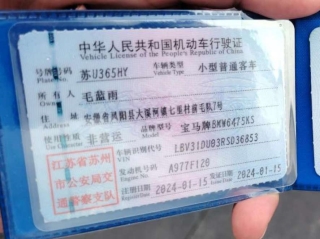 中华人民共和国机动车行驶证
Vehicle License of the People's Republic of China
号牌号码 苏U365HY 车辆类型 小型普通客车
Vehicle Type
所有人 毛蓝雨
住址 安徽省凤阳县大溪河镇七里村前毛队7号
使用性质 非营运 品牌型号 宝马牌BMW6475KS
车辆识别代号 LBV31DU03RSD36853
VIN
发动机号码 A977F120
注册日期 2024-01-15 发证日期 2024-01-15
江苏省苏州
市公安局交
通警察支队